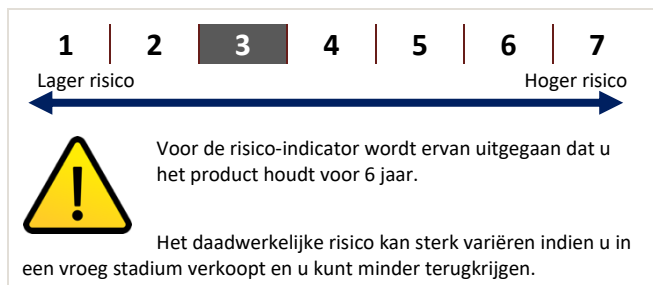 1 2 3 4 5 6 7
Lager risico Hoger risico
Voor de risico-indicator wordt ervan uitgegaan dat u
het product houdt voor 6 jaar.
Het daadwerkelijke risico kan sterk variëren indien u in
een vroeg stadium verkoopt en u kunt minder terugkrijgen.